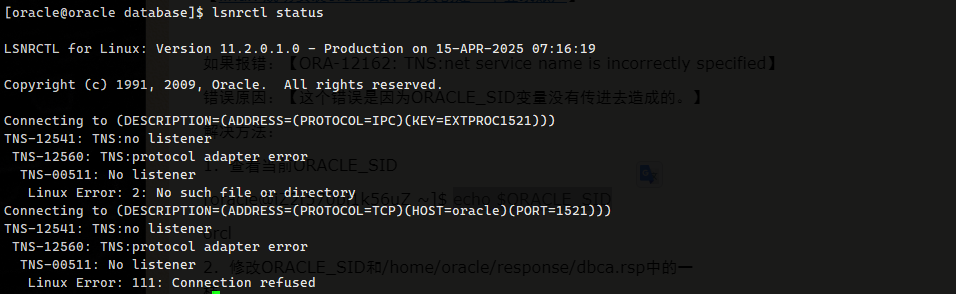 [oracle@oracle database]$ lsnrctl status
LSNRCTL for Linux: Version 11.2.0.1.0 - Production on 15-APR-2025 07:16:19
如果报错：【ORA-12162: TNS:net service name is incorrectly specified】
Copyright (c) 1991, 2009, Oracle.  All rights reserved.
错误原因：【这个错误是因为ORACLE_SID变量没有传进去造成的。】
Connecting to (DESCRIPTION=(ADDRESS=(PROTOCOL=IPC)(KEY=EXTPROC1521)))
解决方法：
TNS-12541: TNS:no listener
 TNS-12560: TNS:protocol adapter error
1．查看当前ORACLE_SID
  TNS-00511: No listener
   Linux Error: 2: No such file or directory
~]$ echo $ORACLE_SID
Connecting to (DESCRIPTION=(ADDRESS=(PROTOCOL=TCP)(HOST=oracle)(PORT=1521)))
TNS-12541: TNS:no listener
orcl
 TNS-12560: TNS:protocol adapter error
  TNS-00511: No listener
2．修改ORACLE_SID和/home/oracle/response/dbca.rsp中的一
   Linux Error: 111: Connection refused